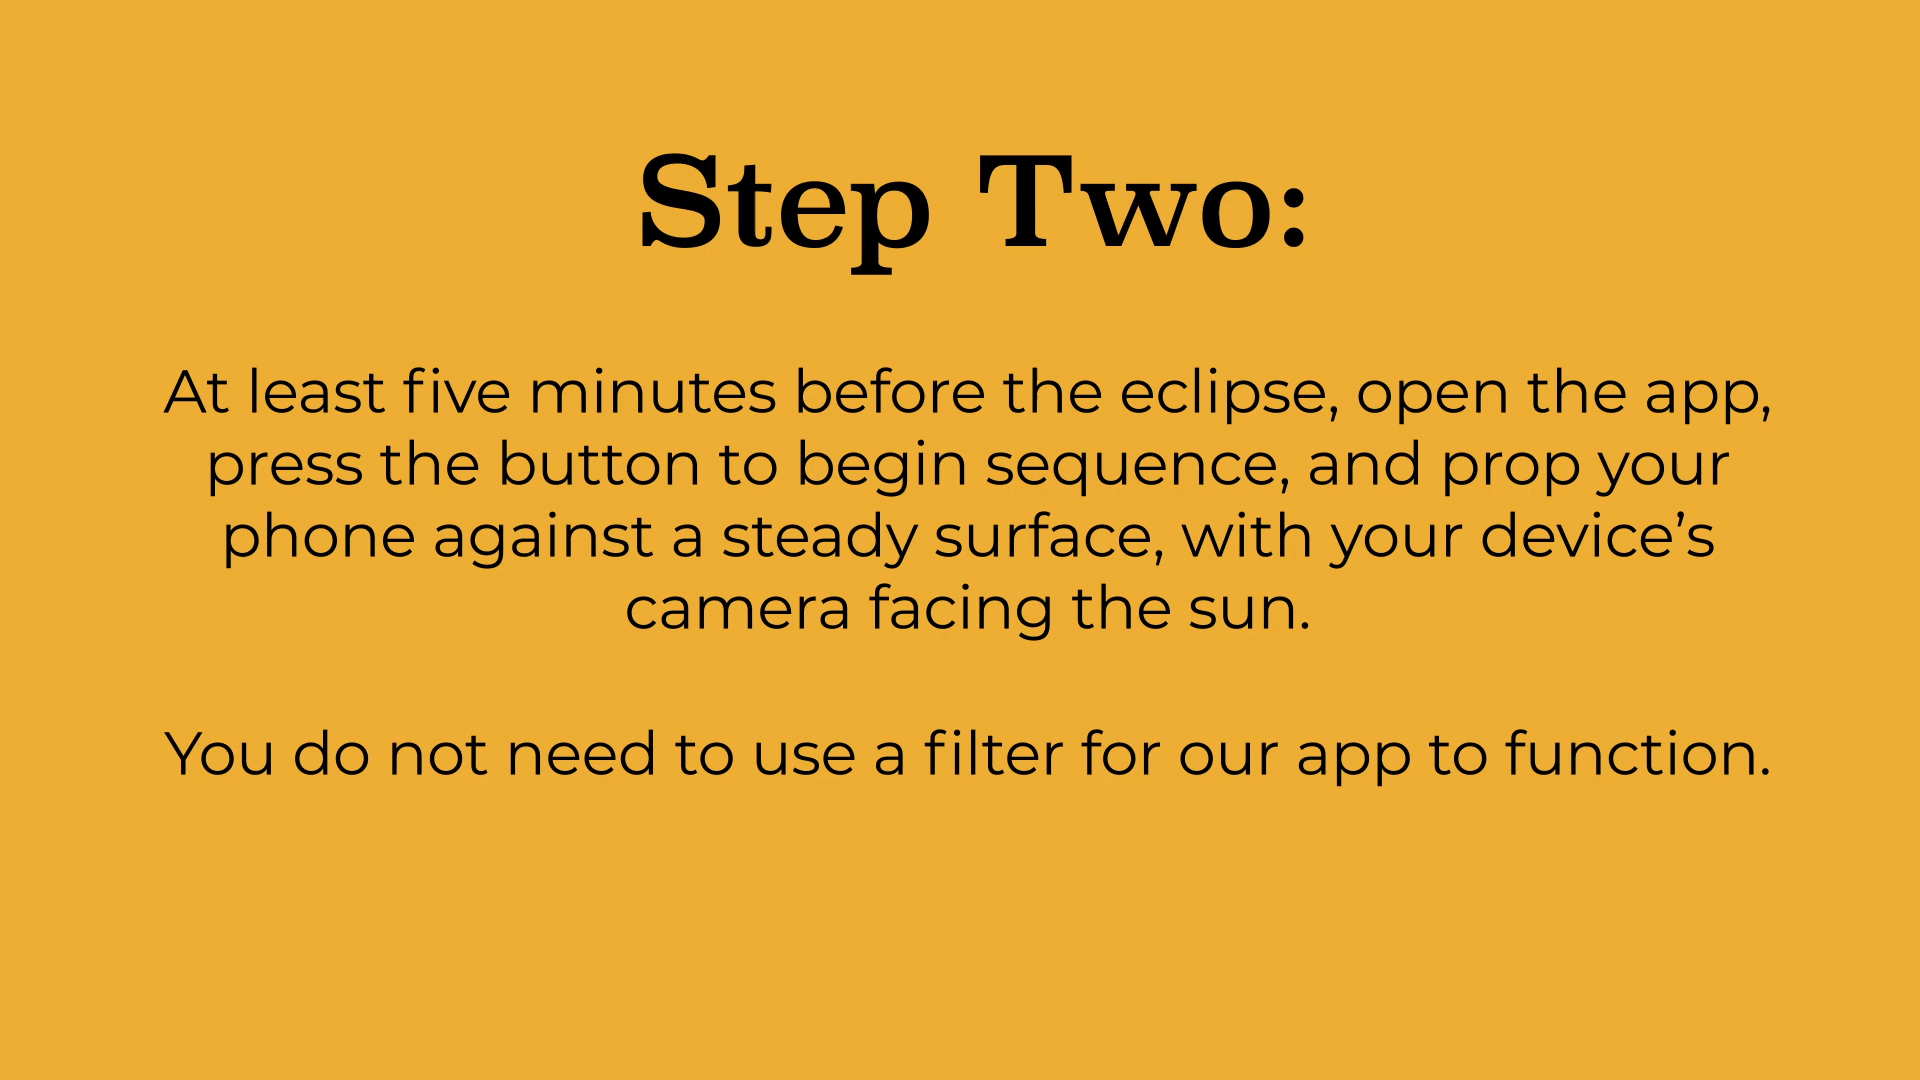 Step Two:
At least five minutes before the eclipse, open the app,
press the button to begin sequence, and prop your
phone against a steady surface, with your device’s
camera facing the sun.
You do not need to use a filter for our app to function.